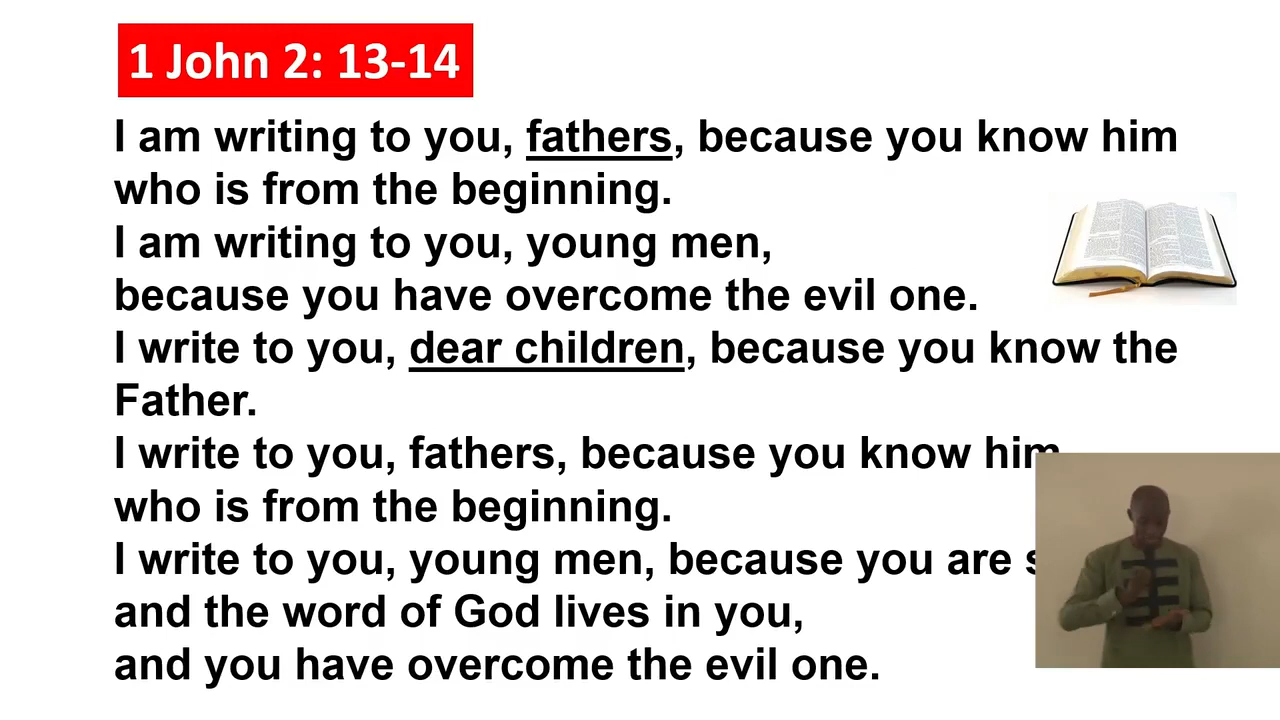 1 John 2: 13-14
I am writing to you, fathers, because you know him
who is from the beginning.
I am writing to you, young men,
because you have overcome the evil one.
I write to you, dear children, because you know the
Father.
I write to you, fathers, because you know him
who is from the beginning.
I write to you, young men, because you are
and the word of God lives in you,
and you have overcome the evil one.